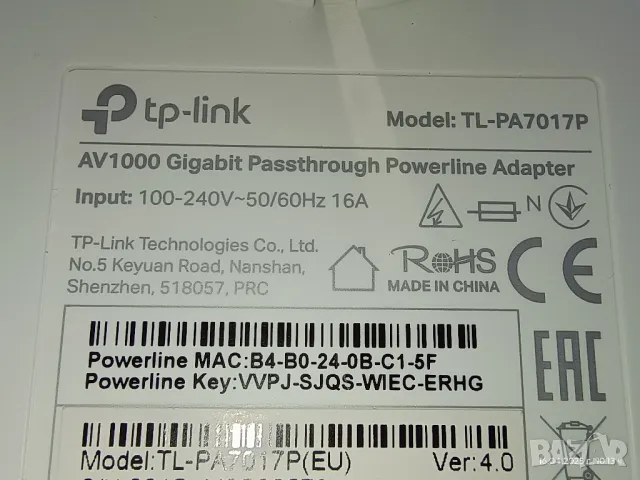 tp-link
Model: TL-PA7017P
AV1000 Gigabit Passthrough Powerline Adapter
Input: 100-240V~50/60Hz 16A
N
TP-Link Technologies Co., Ltd.
No.5 Keyuan Road, Nanshan,
Shenzhen, 518057, PRC
RoHS
MADE IN CHINA
CE
Powerline MAC:B4-B0-24-0B-C1-5F
Powerline Key:VVPJ-SJQS-WIEC-ERHG
EAC
Model:TL-PA7017P(EU)
Ver:4.0
BAZAR